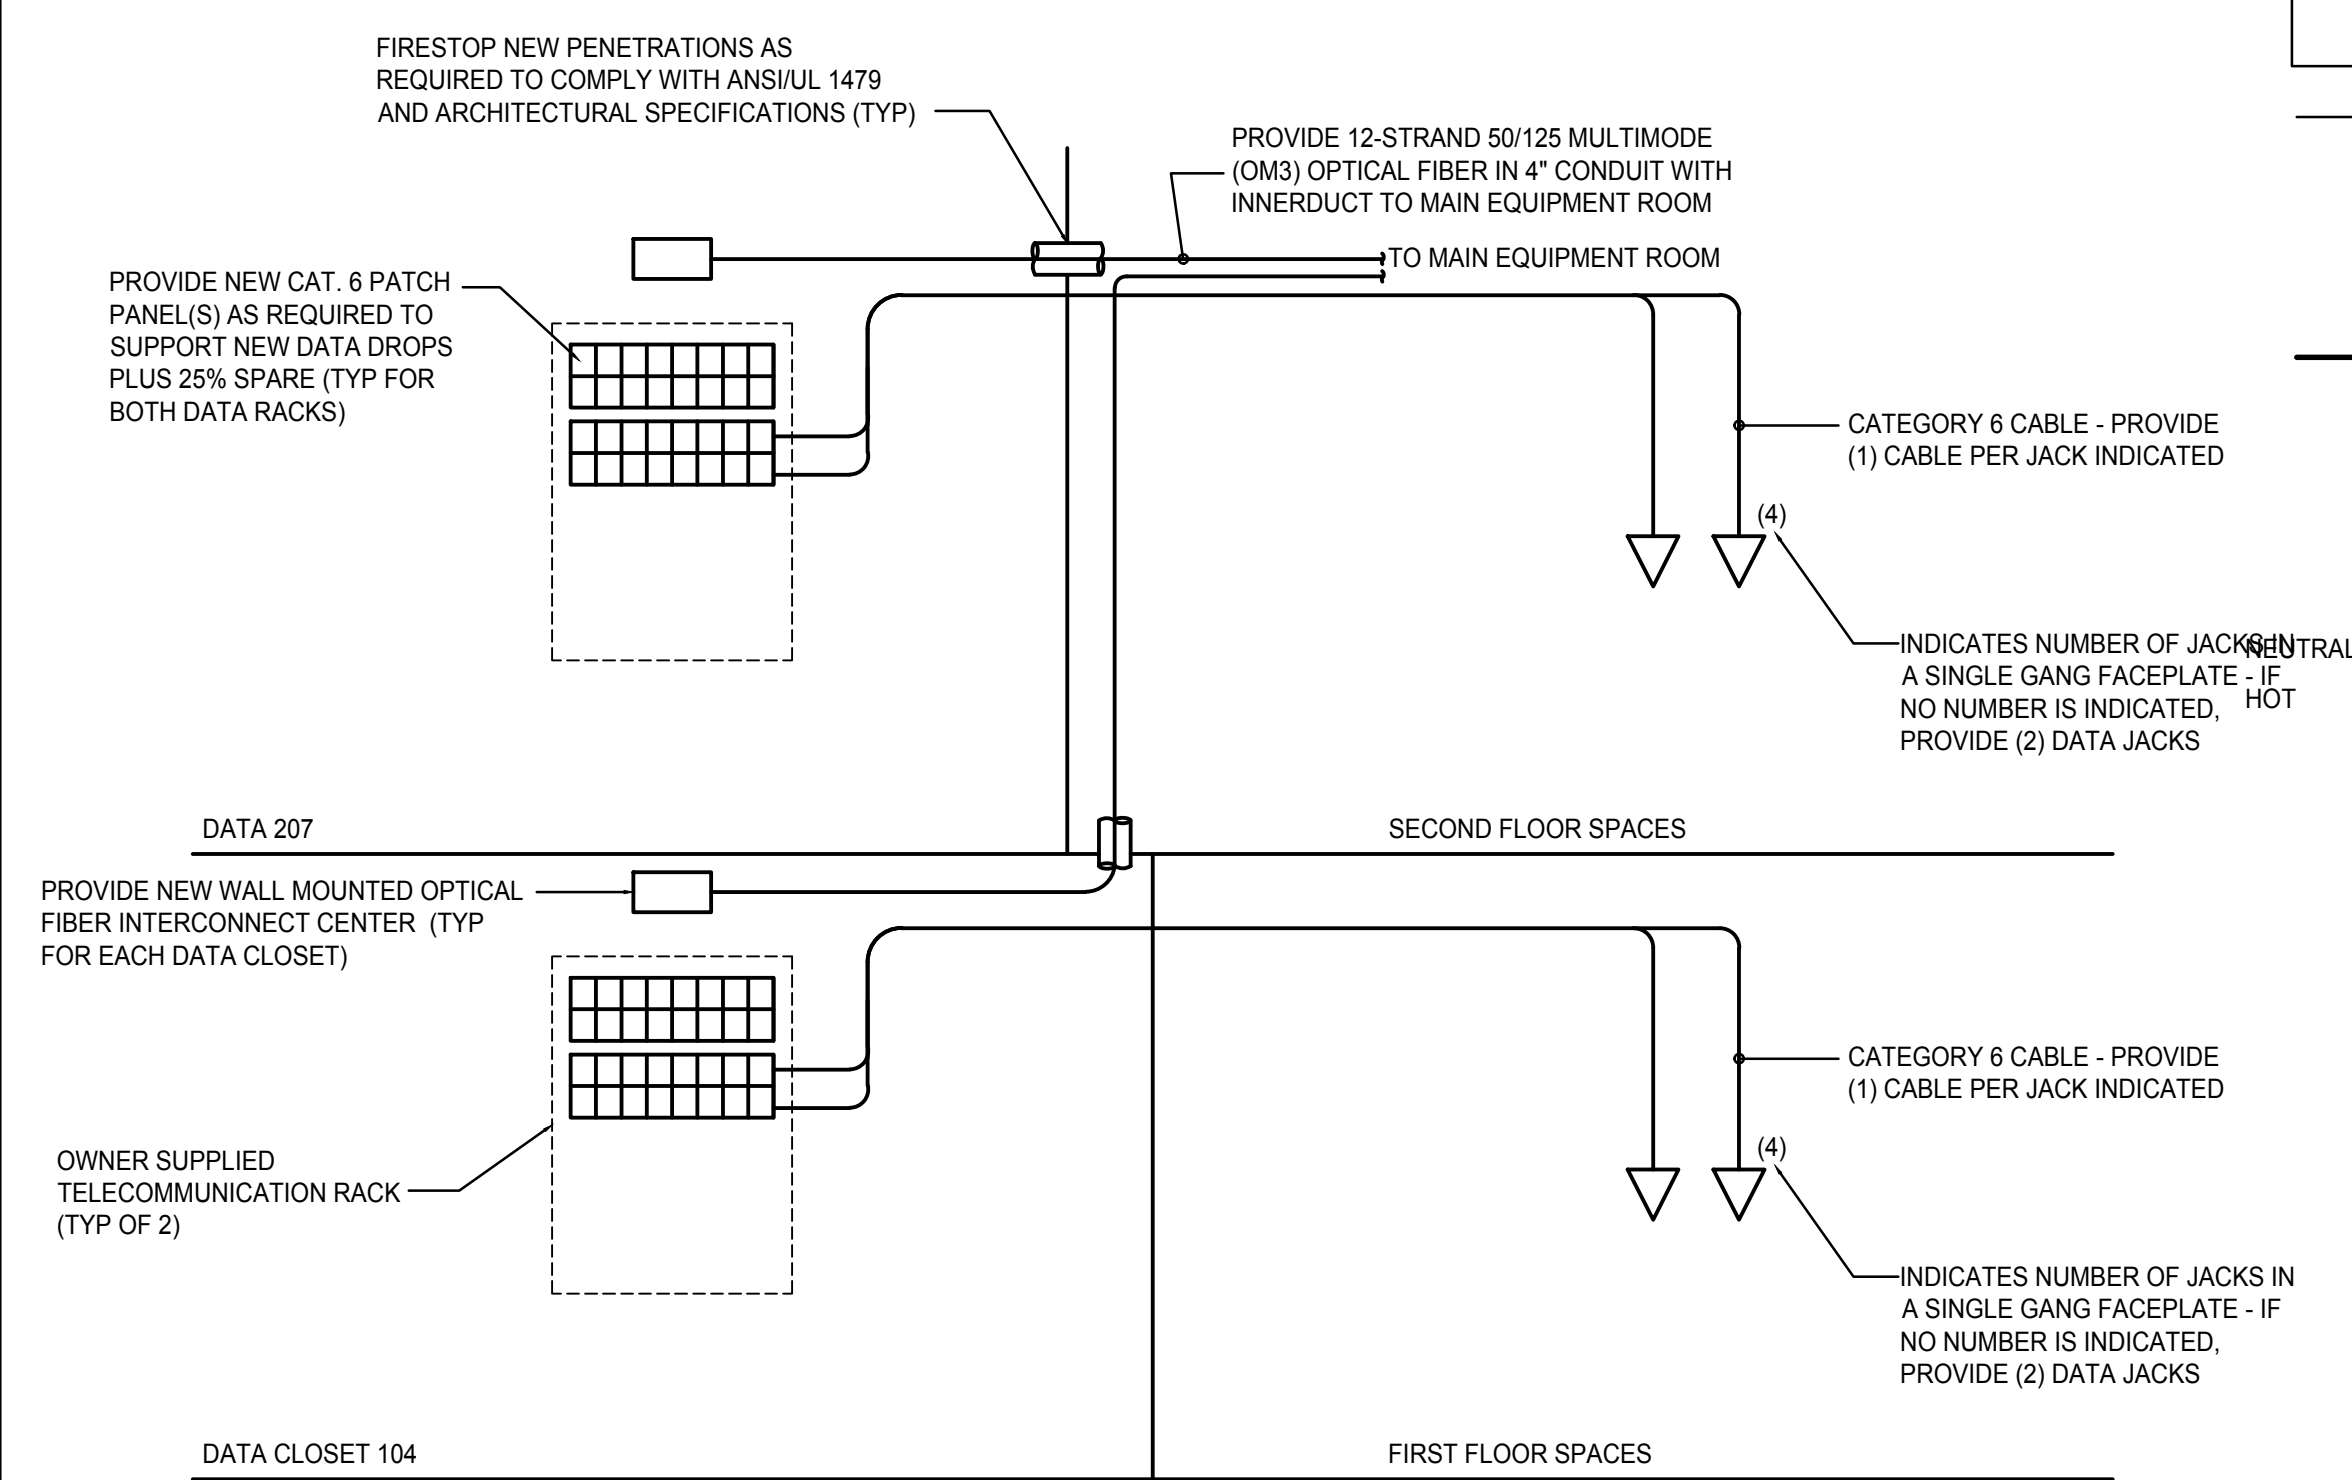 FIRESTOP NEW PENETRATIONS AS
REQUIRED TO COMPLY WITH ANSI/UL 1479
AND ARCHITECTURAL SPECIFICATIONS (TYP)
PROVIDE 12-STRAND 50/125 MULTIMODE
(OM3) OPTICAL FIBER IN 4" CONDUIT WITH
INNERDUCT TO MAIN EQUIPMENT ROOM
TO MAIN EQUIPMENT ROOM
PROVIDE NEW CAT. 6 PATCH
PANEL(S) AS REQUIRED TO
SUPPORT NEW DATA DROPS
PLUS 25% SPARE (TYP FOR
BOTH DATA RACKS)
CATEGORY 6 CABLE - PROVIDE
(1) CABLE PER JACK INDICATED
(4)
INDICATES NUMBER OF JACKS IN
A SINGLE GANG FACEPLATE - IF
NO NUMBER IS INDICATED,
PROVIDE (2) DATA JACKS
NEUTRAL
HOT
DATA 207
SECOND FLOOR SPACES
PROVIDE NEW WALL MOUNTED OPTICAL
FIBER INTERCONNECT CENTER (TYP
FOR EACH DATA CLOSET)
CATEGORY 6 CABLE - PROVIDE
(1) CABLE PER JACK INDICATED
(4)
OWNER SUPPLIED
TELECOMMUNICATION RACK
(TYP OF 2)
INDICATES NUMBER OF JACKS IN
A SINGLE GANG FACEPLATE - IF
NO NUMBER IS INDICATED,
PROVIDE (2) DATA JACKS
DATA CLOSET 104
FIRST FLOOR SPACES